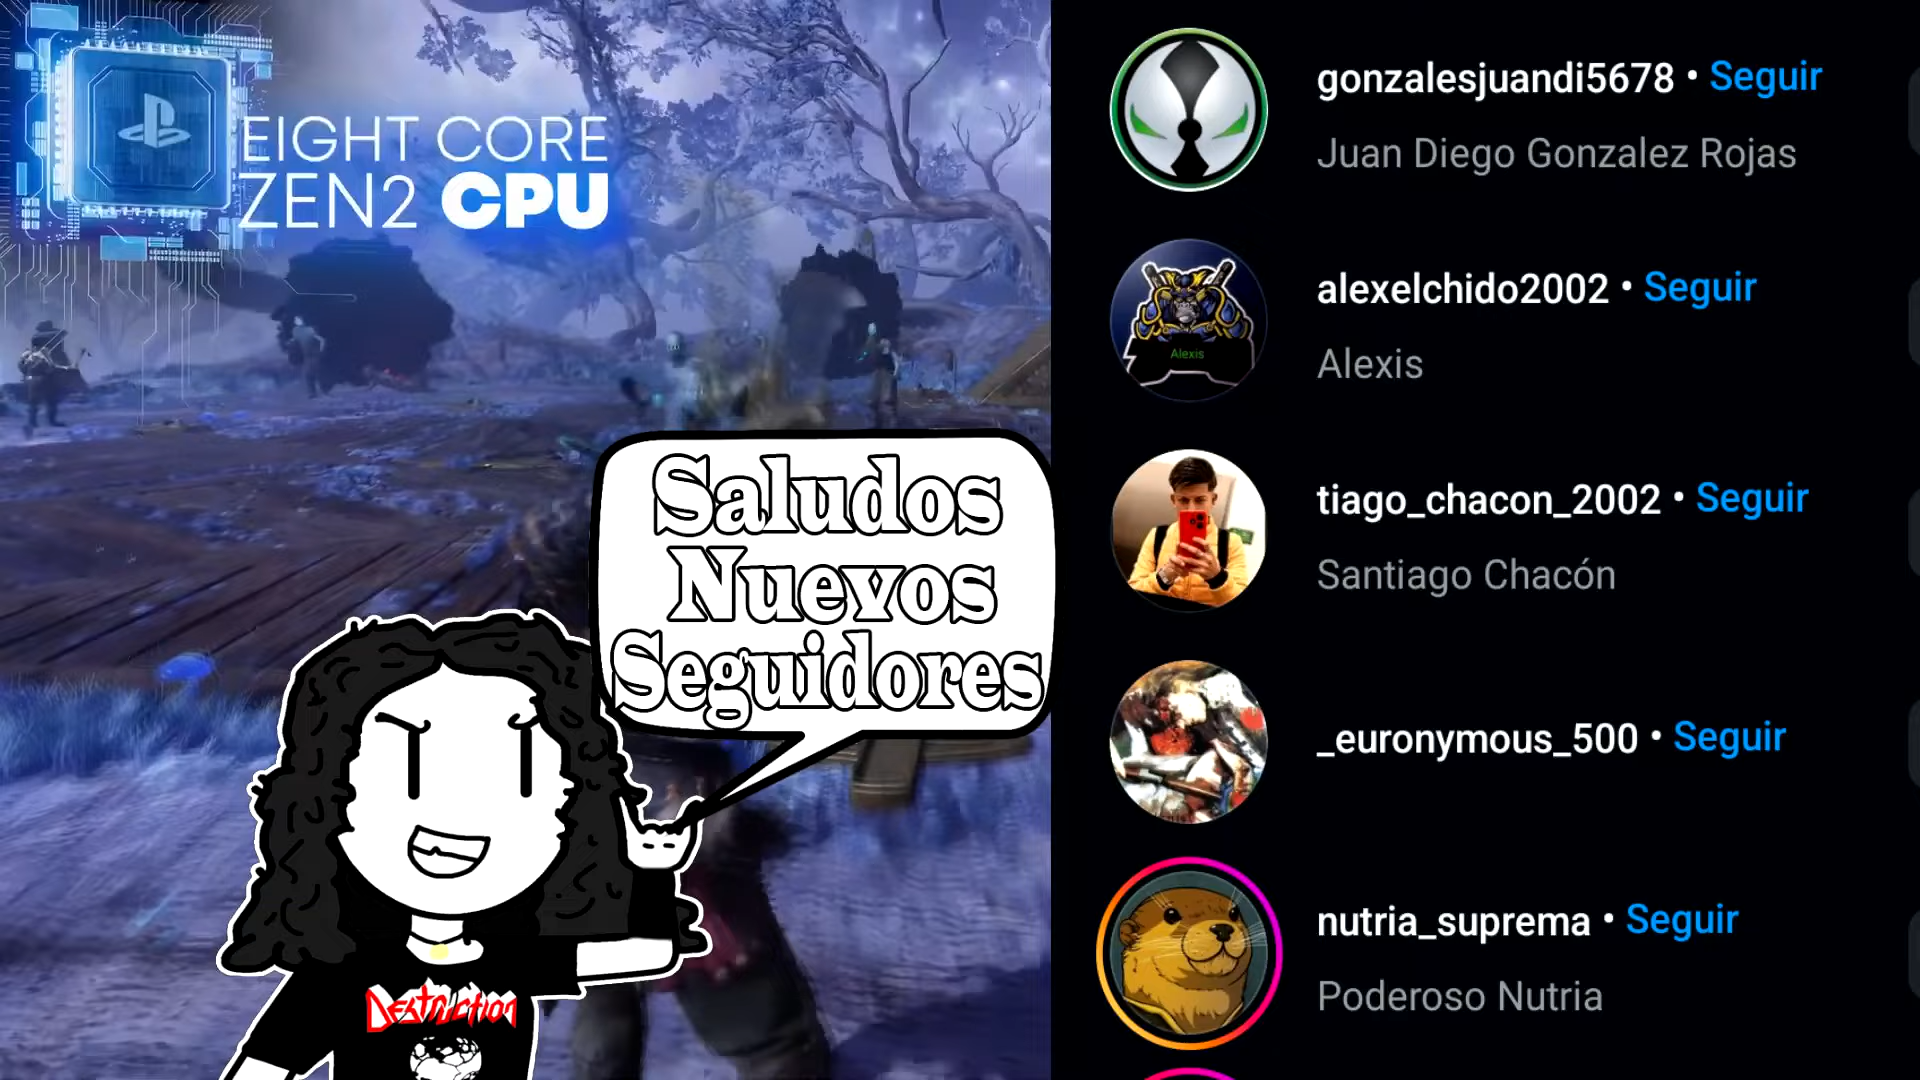 EIGHT CORE
ZEN2 CPU
Saludos
Nuevos
Seguidores
Destruction
gonzalesjuandi5678 • Seguir
Juan Diego Gonzalez Rojas
Alexis
alexelchido2002 • Seguir
Alexis
tiago_chacon_2002 • Seguir
Santiago Chacón
_euronymous_500 • Seguir
nutria_suprema • Seguir
Poderoso Nutria